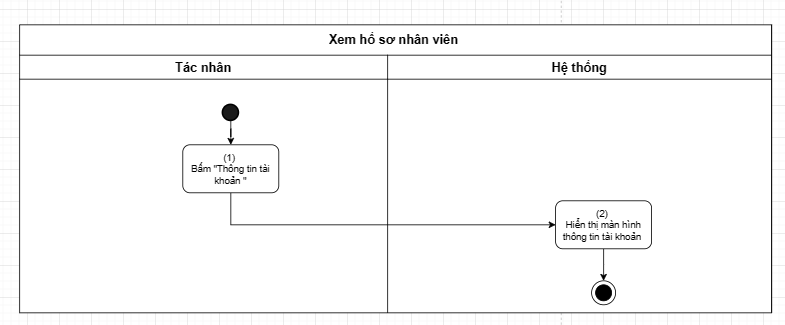 Xem hồ sơ nhân viên
Tác nhân
Hệ thống
(1)
Bấm "Thông tin tài
khoản "
(2)
Hiển thị màn hình
thông tin tài khoản